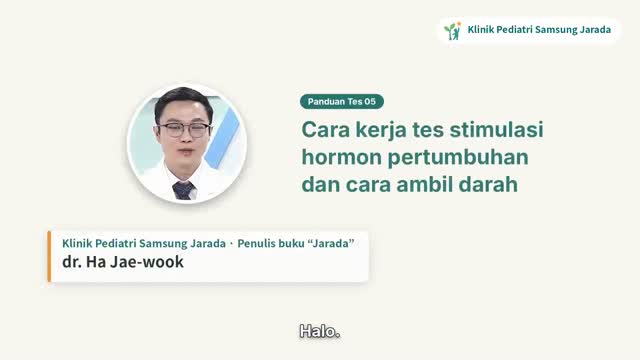 Klinik Pediatri Samsung Jarada
Panduan Tes 05
Cara kerja tes stimulasi
hormon pertumbuhan
dan cara ambil darah
Klinik Pediatri Samsung Jarada · Penulis buku “Jarada”
dr. Ha Jae-wook
Halo.